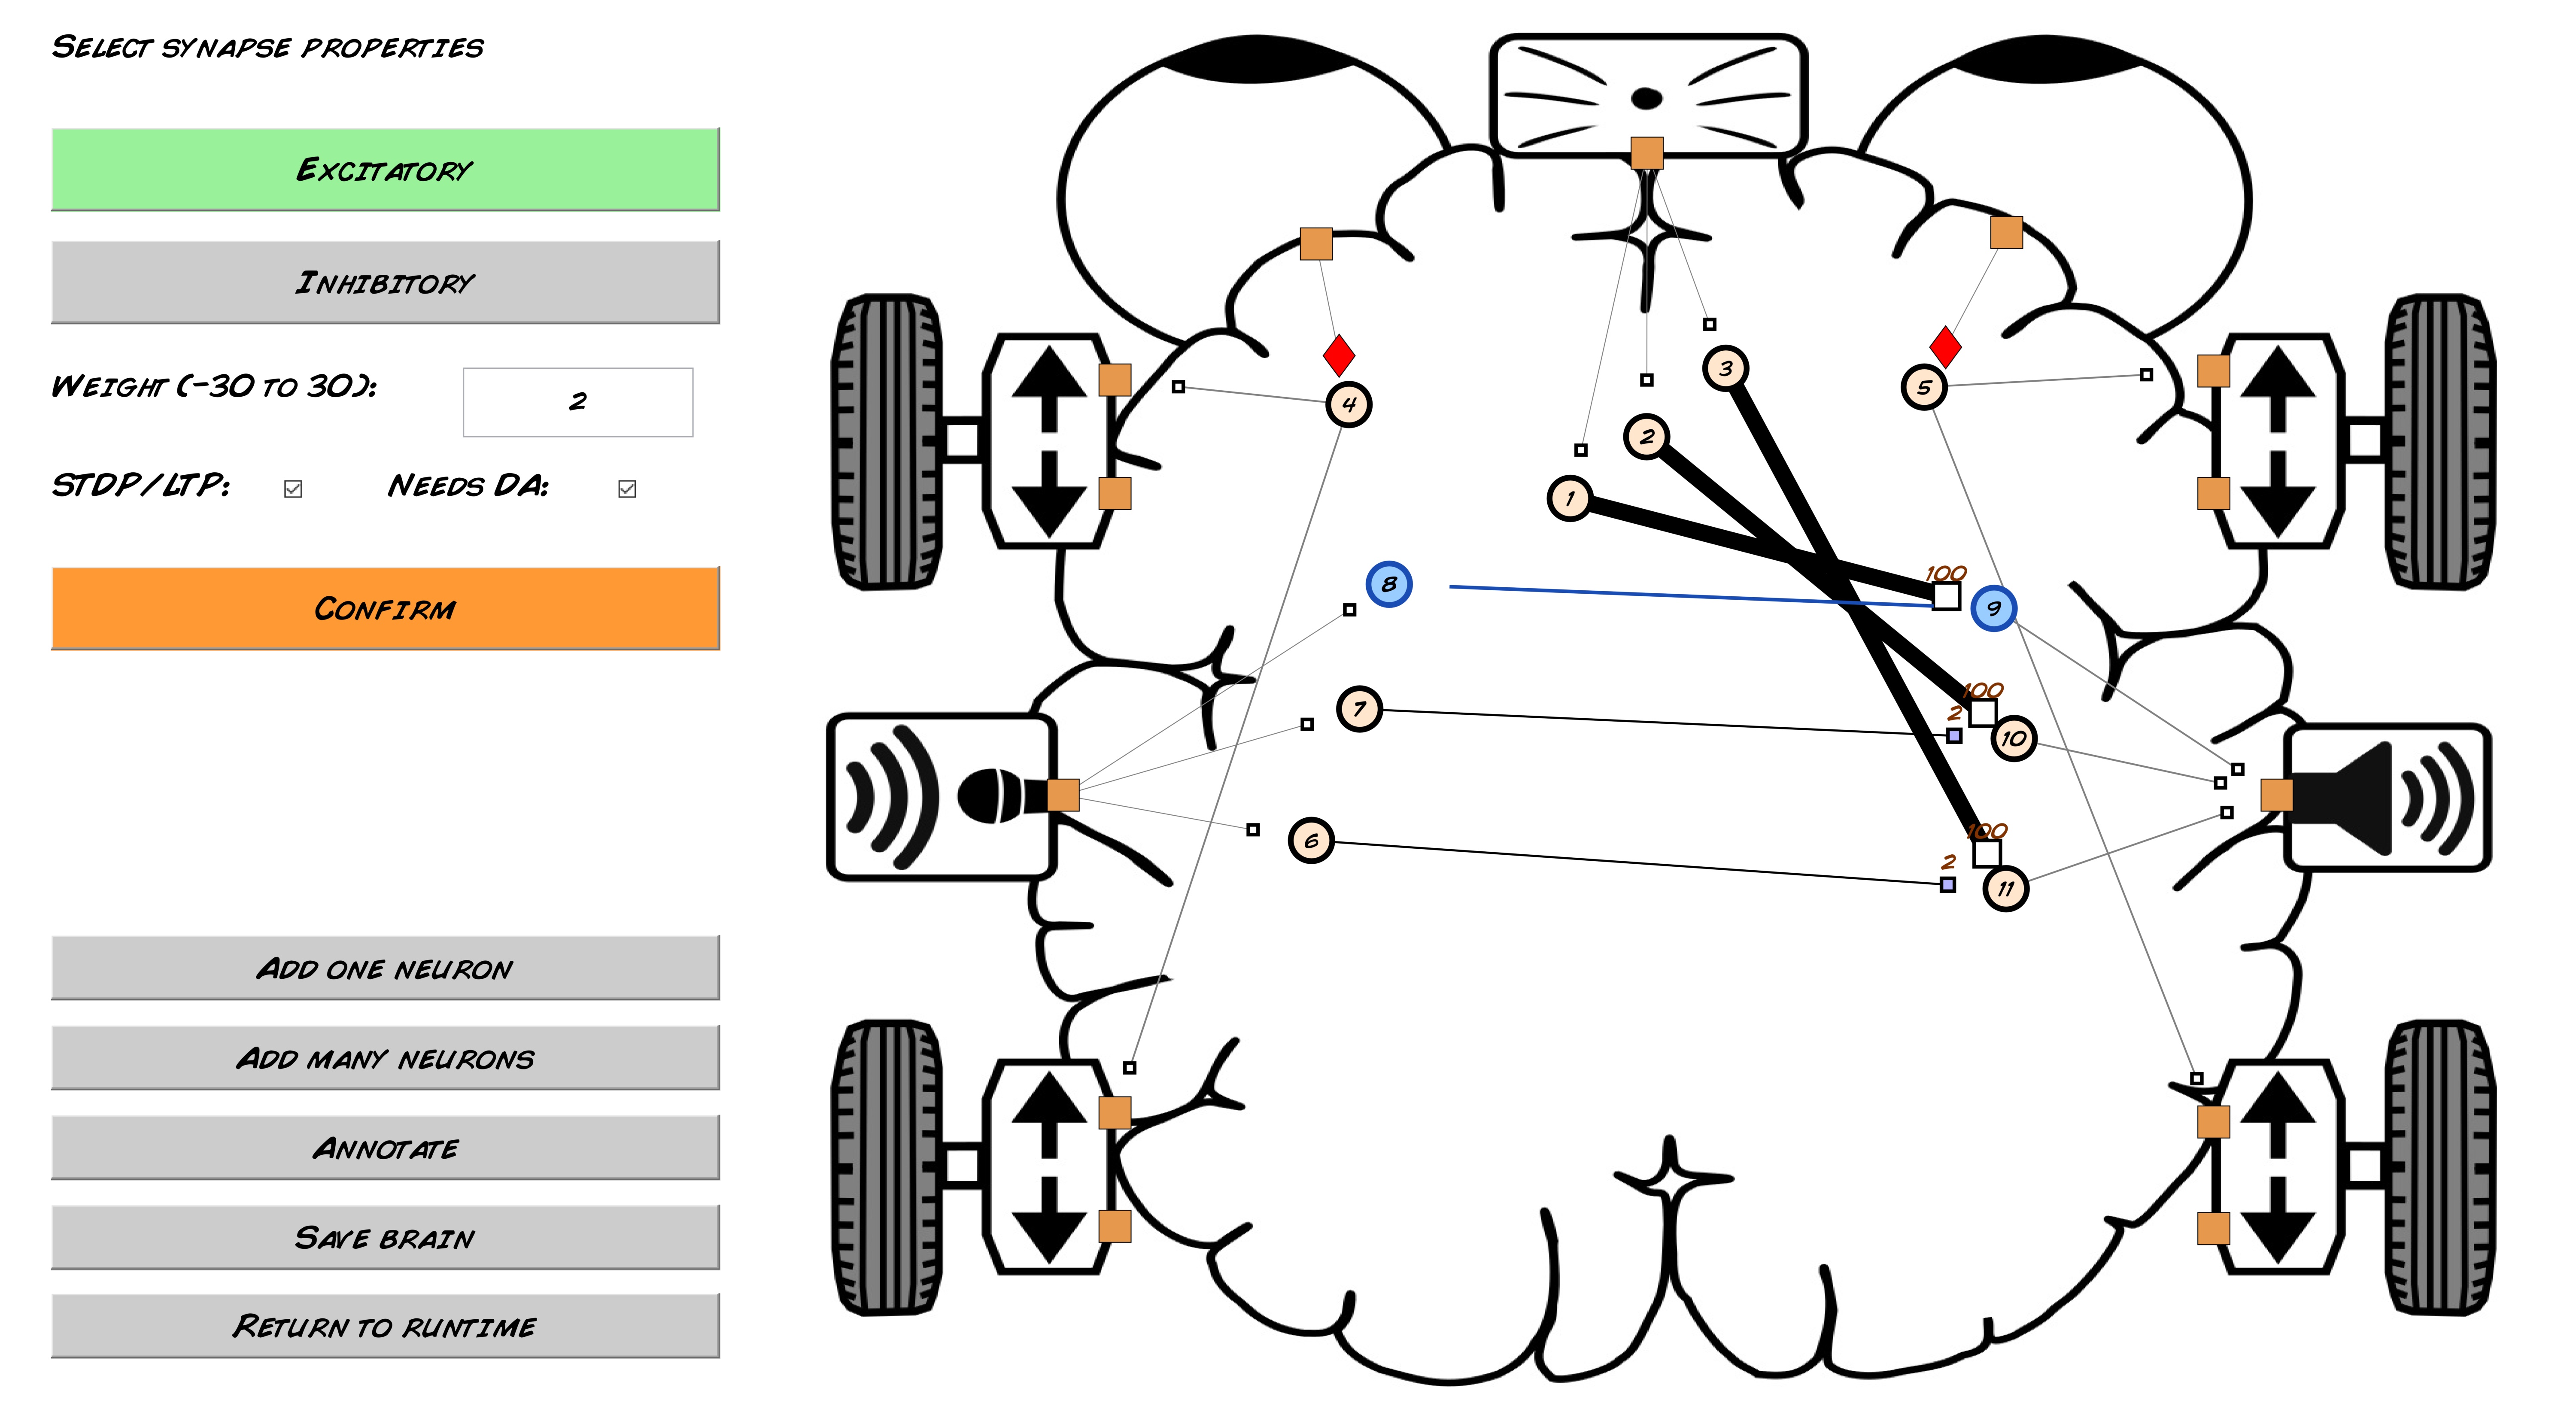 Select synapse properties
Excitatory
Inhibitory
Weight (-30 to 30):
2
STDP/LTP:
Needs DA:
Confirm
Add one neuron
Add many neurons
Annotate
Save brain
Return to runtime
3
4
5
2
1
100
8
9
100
7
2
10
100
6
2
11